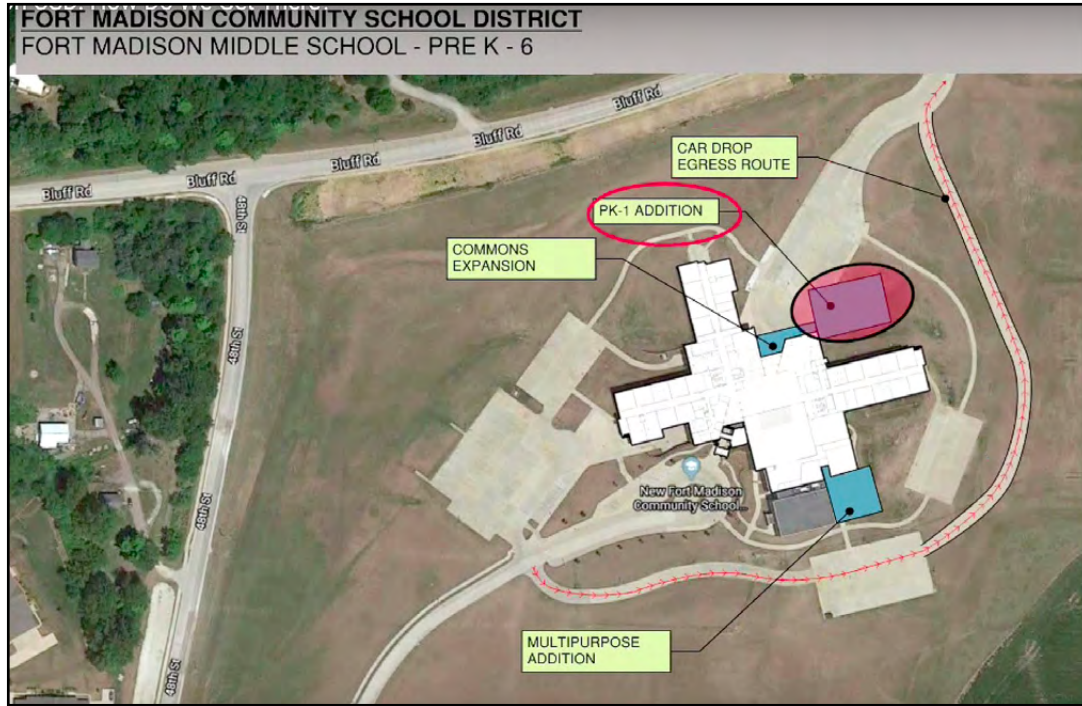 FORT MADISON COMMUNITY SCHOOL DISTRICT
FORT MADISON MIDDLE SCHOOL - PRE K - 6
Bluff Rd
Bluff Rd
Bluff Rd
Bluff Rd
Bluff Rd
CAR DROP
EGRESS ROUTE
PK-1 ADDITION
COMMONS
EXPANSION
48th St
48th St
48th St
48th St
New Fort Madison
Community School...
MULTIPURPOSE
ADDITION